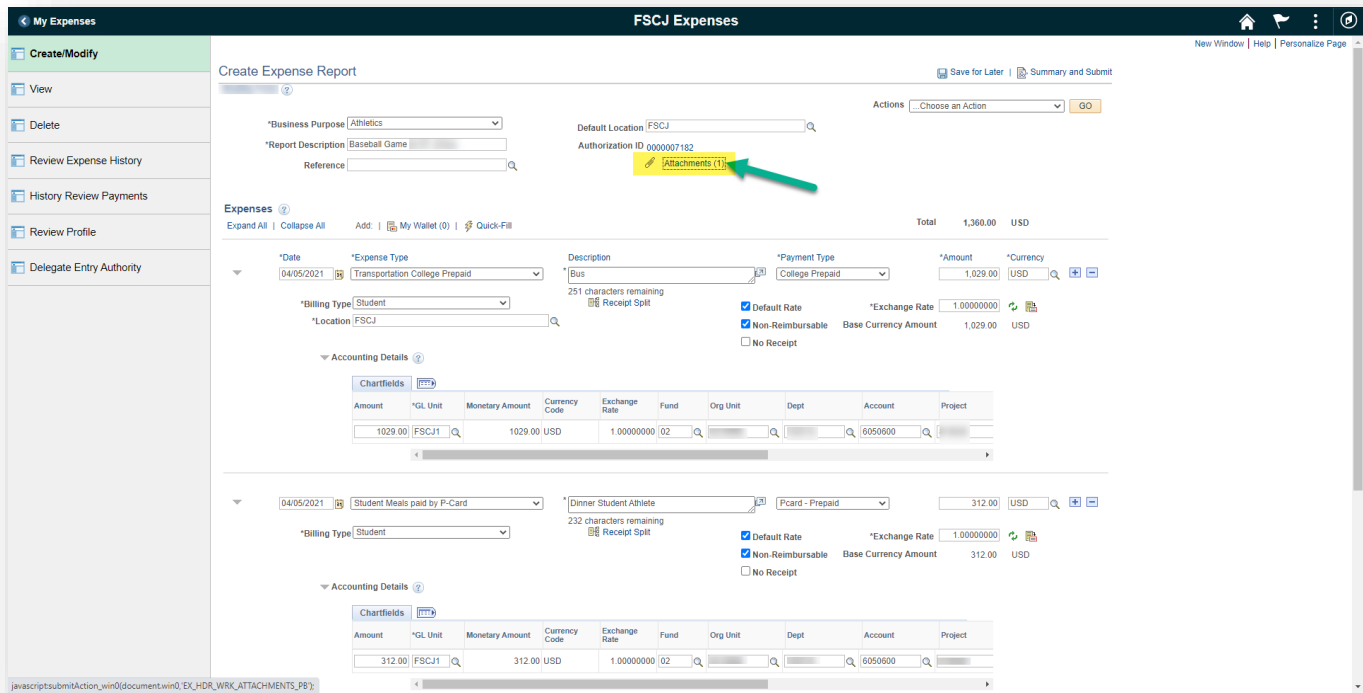 My Expenses
FSCJ Expenses
New Window | Help | Personalize Page
Create/Modify
View
Delete
Review Expense History
History Review Payments
Review Profile
Delegate Entry Authority
Create Expense Report
Save for Later | Summary and Submit
Actions ...Choose an Action GO
*Business Purpose Athletics
Default Location FSCJ
*Report Description Baseball Game
Authorization ID 0000007182
Reference
Attachments (1)
Expenses
Expand All | Collapse All Add: | My Wallet (0) | Quick-Fill
Total 1,360.00 USD
*Date *Expense Type Description *Payment Type *Amount *Currency
04/05/2021 Transportation College Prepaid * Bus College Prepaid 1,029.00 USD
251 characters remaining
*Billing Type Student Receipt Split Default Rate *Exchange Rate 1.00000000
*Location FSCJ Non-Reimbursable Base Currency Amount 1,029.00 USD
No Receipt
Accounting Details
Chartfields
Amount *GL Unit Monetary Amount Currency Code Exchange Rate Fund Org Unit Dept Account Project
1029.00 FSCJ1 1029.00 USD 1.00000000 02 6050600
04/05/2021 Student Meals paid by P-Card * Dinner Student Athlete Pcard - Prepaid 312.00 USD
232 characters remaining
*Billing Type Student Receipt Split Default Rate *Exchange Rate 1.00000000
Non-Reimbursable Base Currency Amount 312.00 USD
No Receipt
Accounting Details
Chartfields
Amount *GL Unit Monetary Amount Currency Code Exchange Rate Fund Org Unit Dept Account Project
312.00 FSCJ1 312.00 USD 1.00000000 02 6050600
javascript:submitAction_win0(document.win0,'EX_HDR_WRK_ATTACHMENTS_PB');